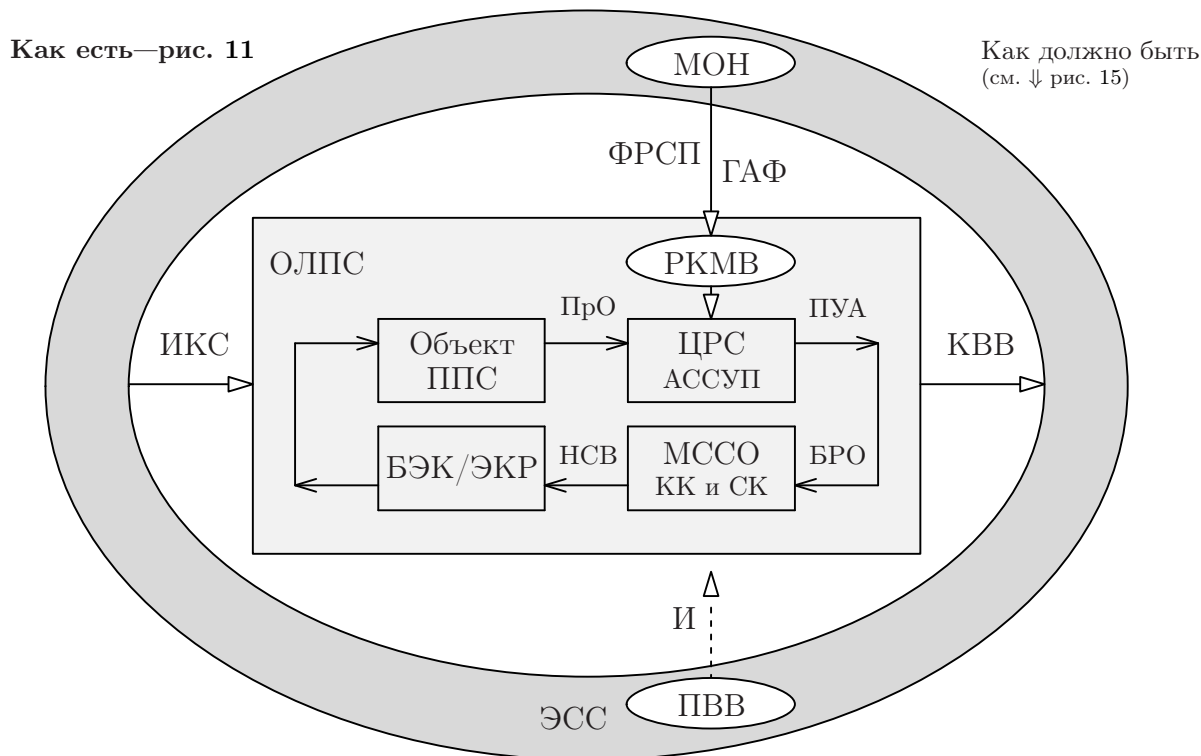 Как есть—рис. 11
Как должно быть
(см. ⇓ рис. 15)
МОН
ФРСП
ГАФ
ОЛПС
РКМВ
ИКС
ПрО
ПУА
КВВ
Объект
ППС
ЦРС
АССУП
БЭК/ЭКР
НСВ
МССО
КК и СК
БРО
И
ЭСС
ПВВ